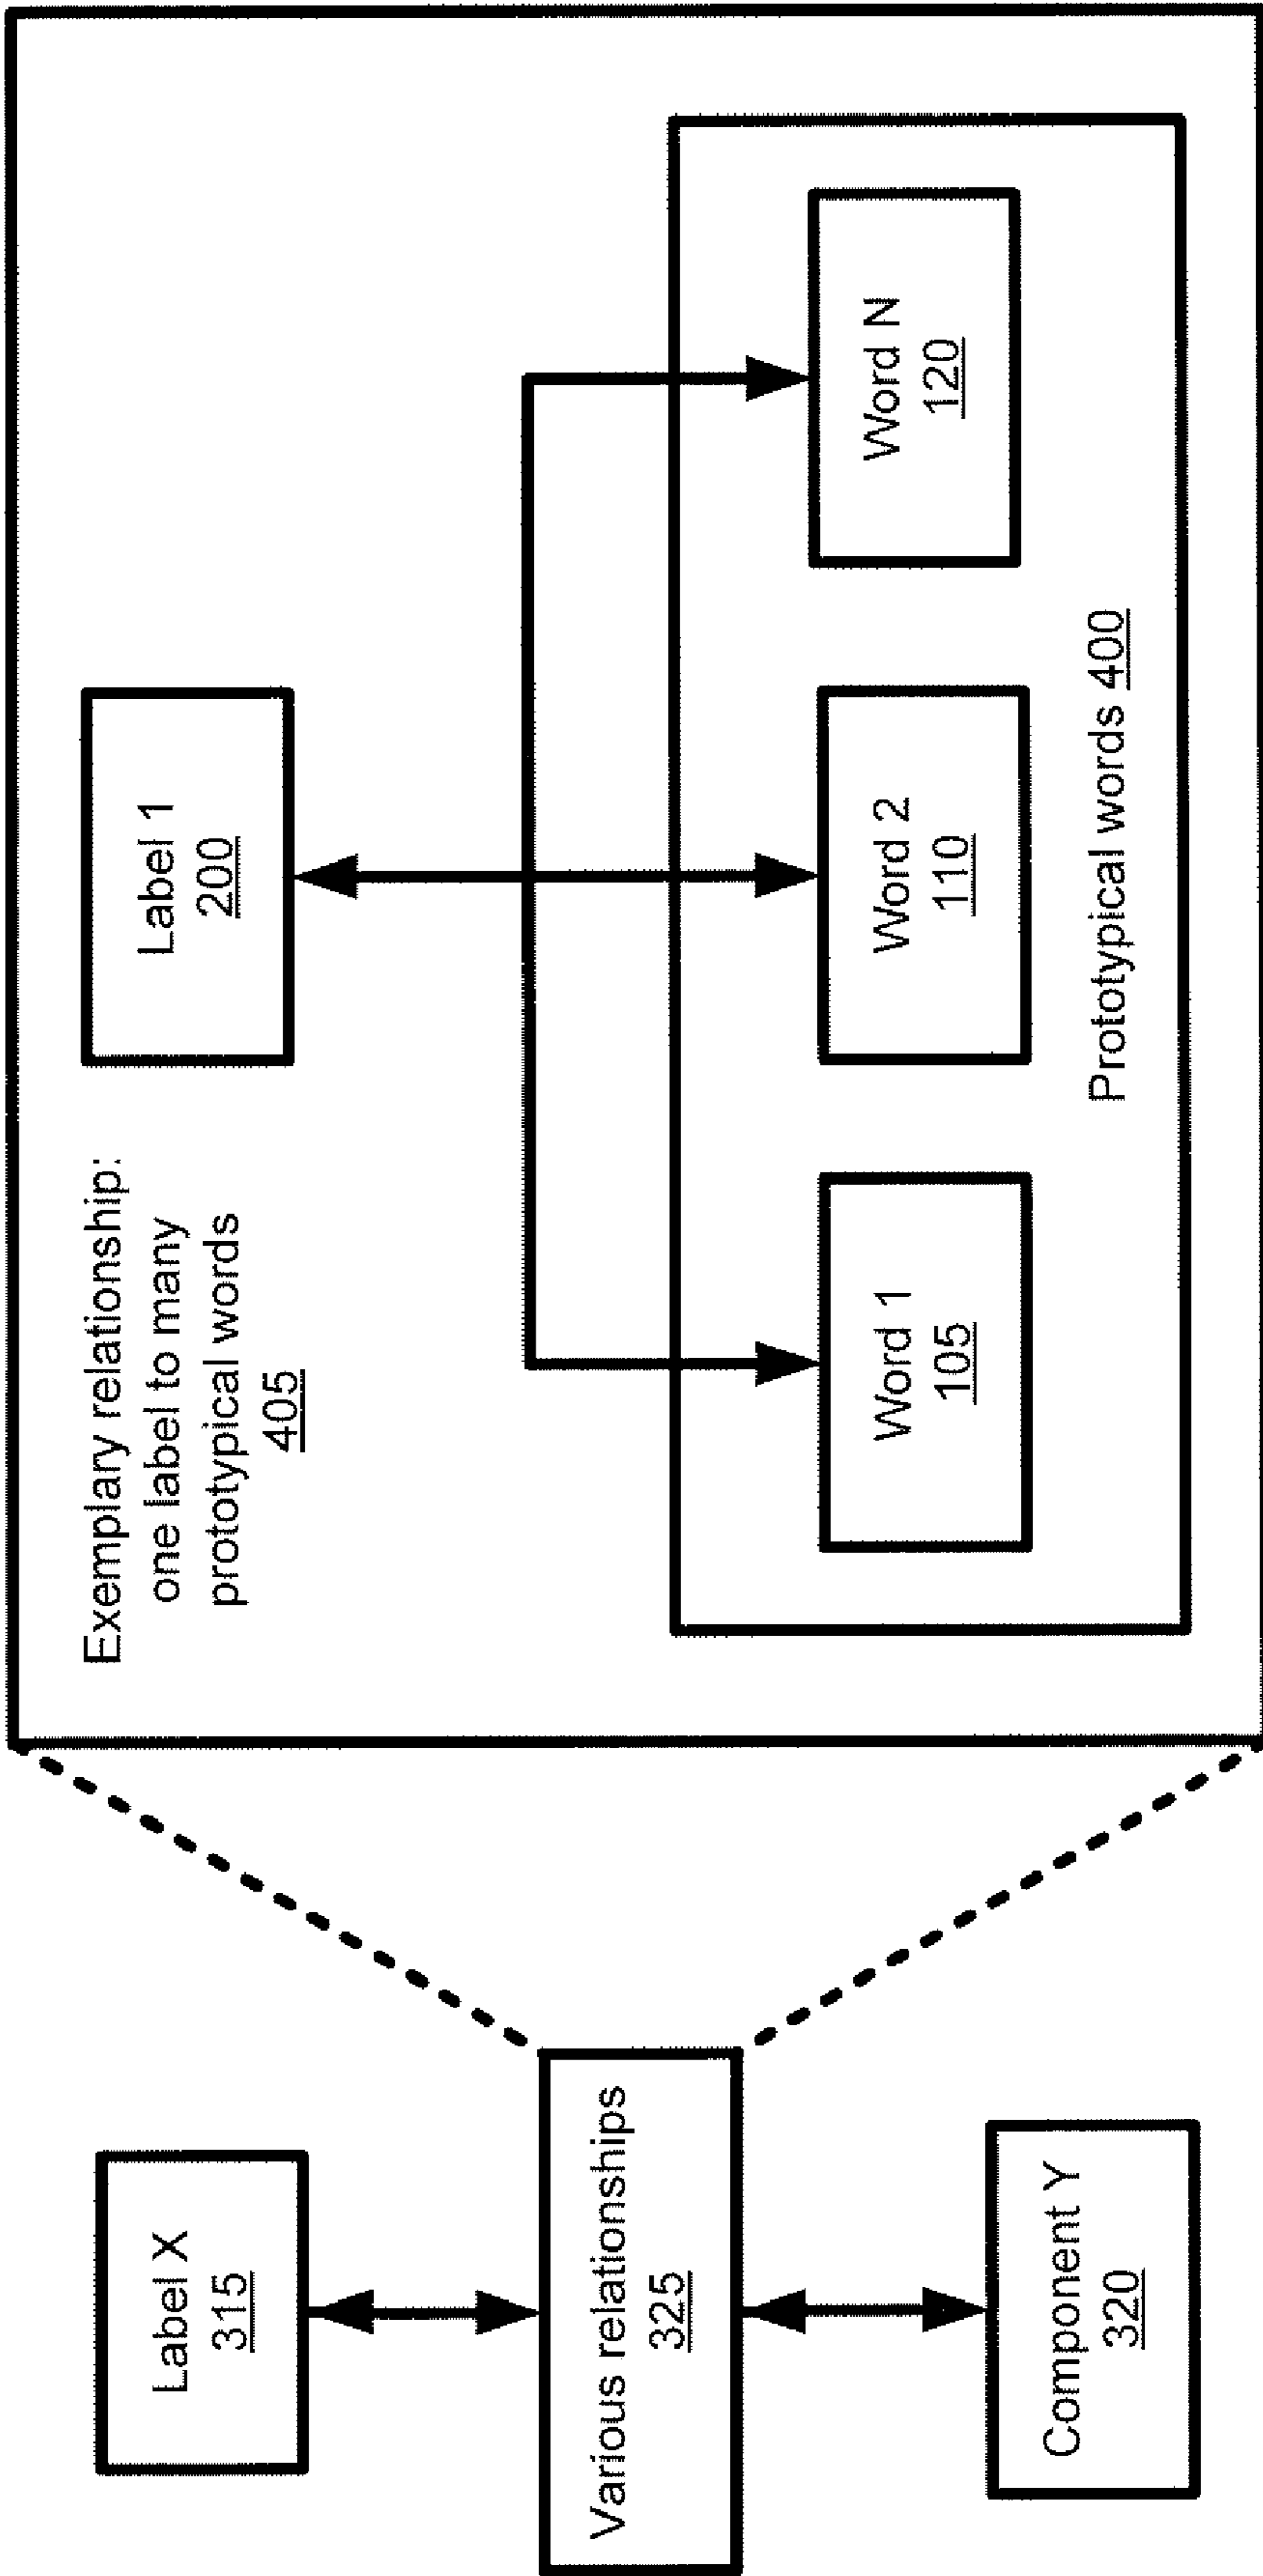 Label X
315
Various relationships
325
Component Y
320
Exemplary relationship:
one label to many
prototypical words
405
Label 1
200
Word 1
105
Word 2
110
Word N
120
Prototypical words 400